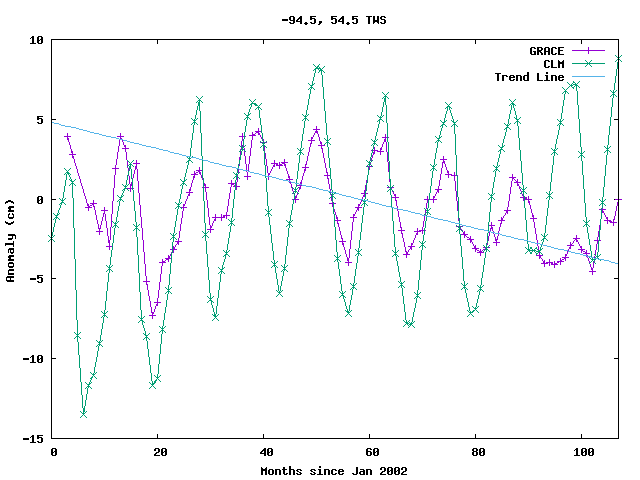 -94.5, 54.5 TWS
GRACE
CLM
Trend Line
10
5
0
-5
-10
-15
Anomaly (cm)
0 20 40 60 80 100
Months since Jan 2002